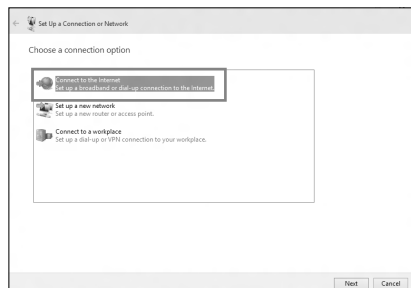 Set Up a Connection or Network
Choose a connection option
Connect to the Internet
Set up a broadband or dial-up connection to the Internet.
Set up a new network
Set up a new router or access point.
Connect to a workplace
Set up a dial-up or VPN connection to your workplace.
Next Cancel